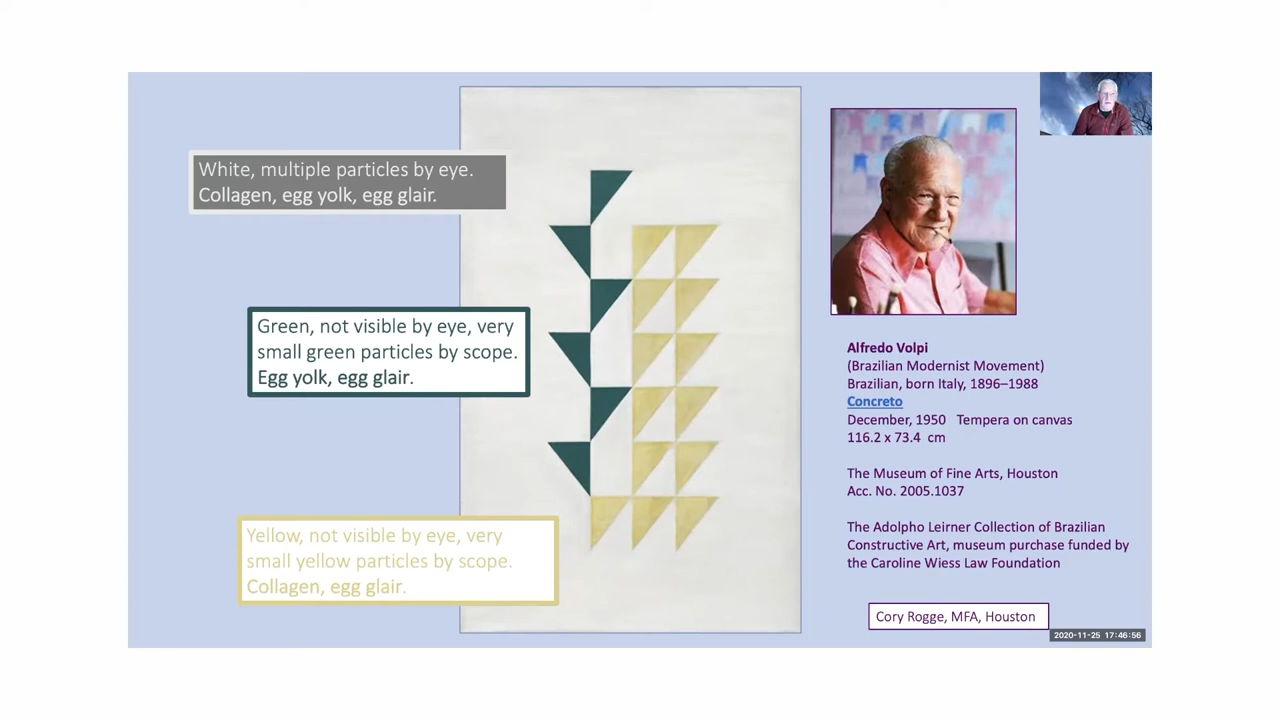 White, multiple particles by eye.
Collagen, egg yolk, egg glair.
Green, not visible by eye, very
small green particles by scope.
Egg yolk, egg glair.
Yellow, not visible by eye, very
small yellow particles by scope.
Collagen, egg glair.
Alfredo Volpi
(Brazilian Modernist Movement)
Brazilian, born Italy, 1896–1988
Concreto
December, 1950 Tempera on canvas
116.2 x 73.4 cm
The Museum of Fine Arts, Houston
Acc. No. 2005.1037
The Adolpho Leirner Collection of Brazilian
Constructive Art, museum purchase funded by
the Caroline Wiess Law Foundation
Cory Rogge, MFA, Houston
2020-11-25 17:46:56